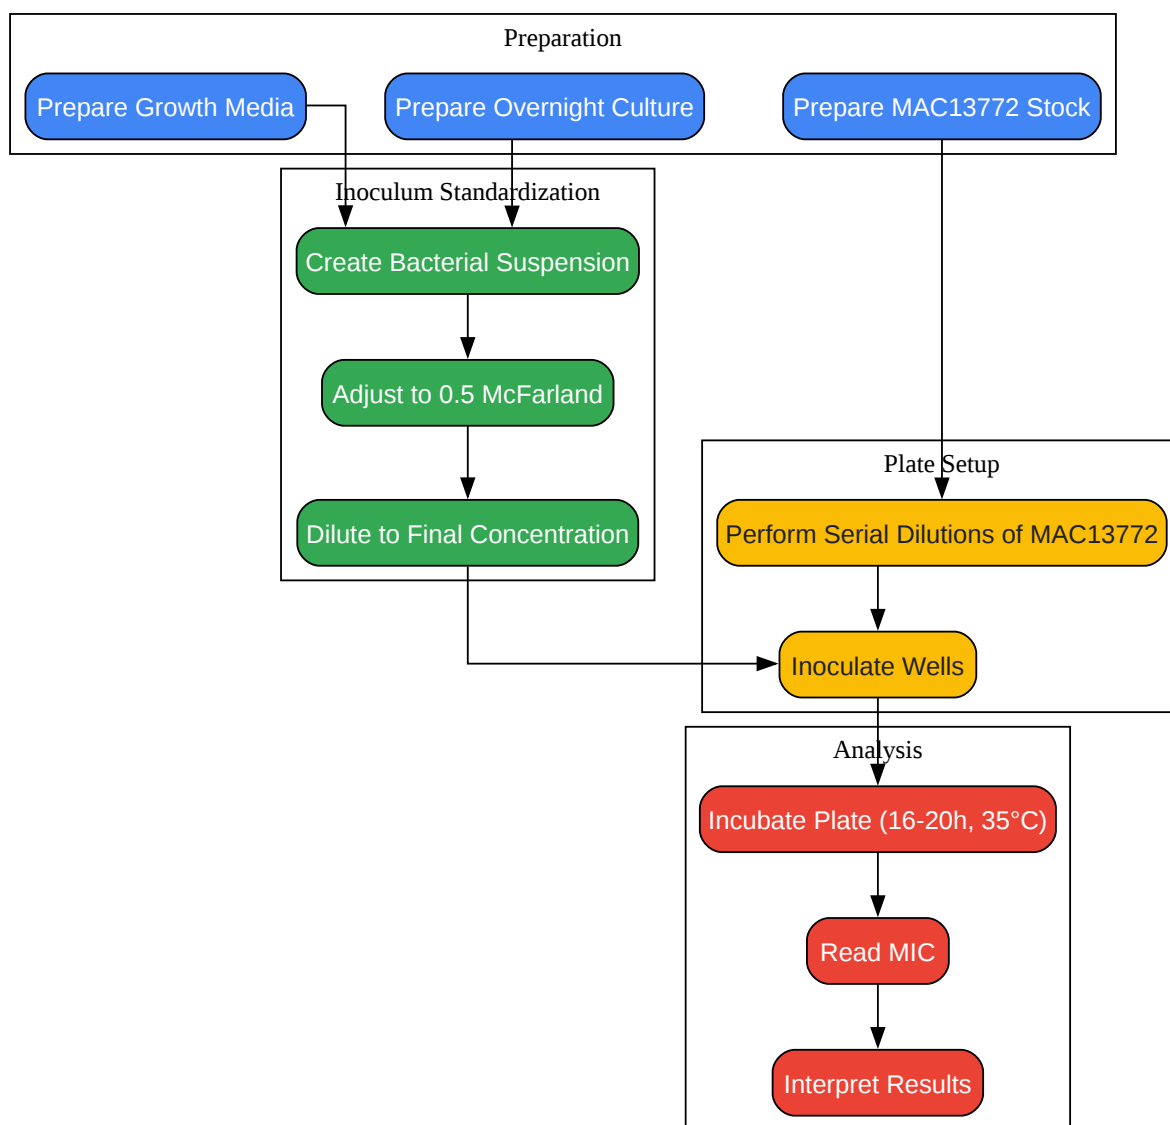 Preparation
Prepare Growth Media
Prepare Overnight Culture
Prepare MAC13772 Stock
Inoculum Standardization
Create Bacterial Suspension
Adjust to 0.5 McFarland
Dilute to Final Concentration
Plate Setup
Perform Serial Dilutions of MAC13772
Inoculate Wells
Analysis
Incubate Plate (16-20h, 35°C)
Read MIC
Interpret Results